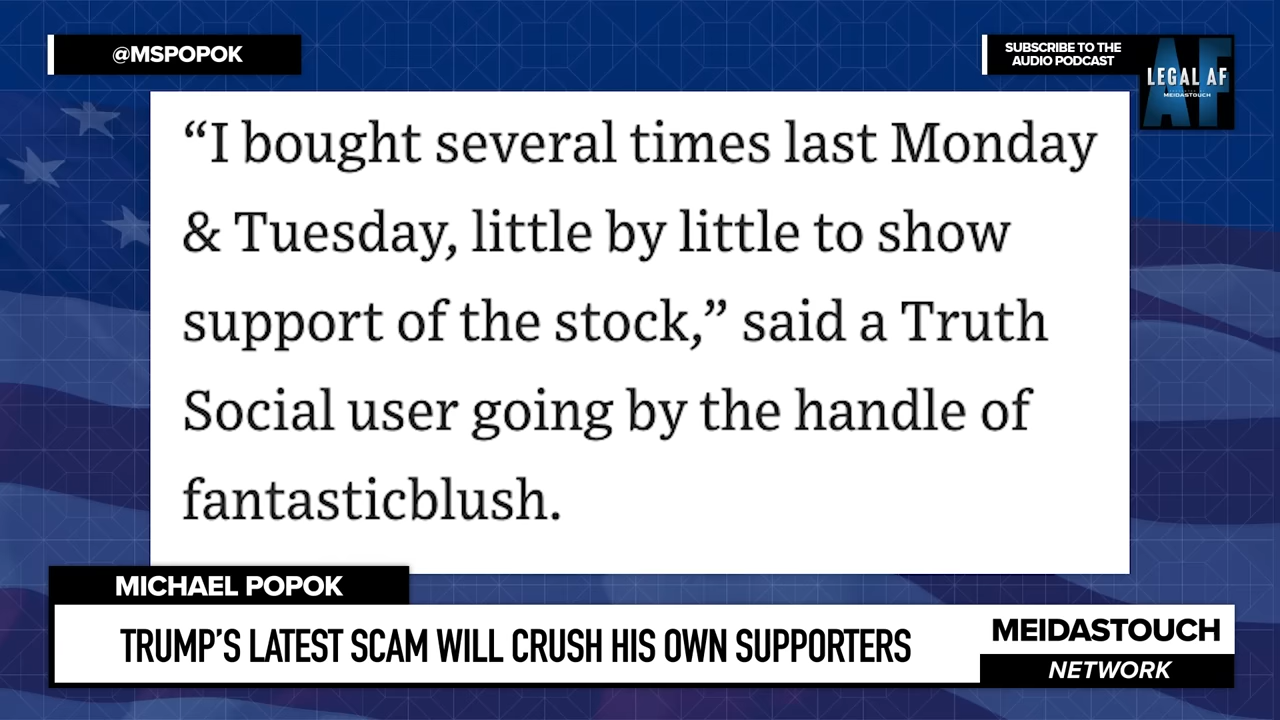 @MSPOPOK
SUBSCRIBE TO THE
AUDIO PODCAST
LEGAL AF
MEIDASTOUCH
“I bought several times last Monday
& Tuesday, little by little to show
support of the stock,” said a Truth
Social user going by the handle of
fantasticblush.
MICHAEL POPOK
TRUMP’S LATEST SCAM WILL CRUSH HIS OWN SUPPORTERS
MEIDASTOUCH
NETWORK